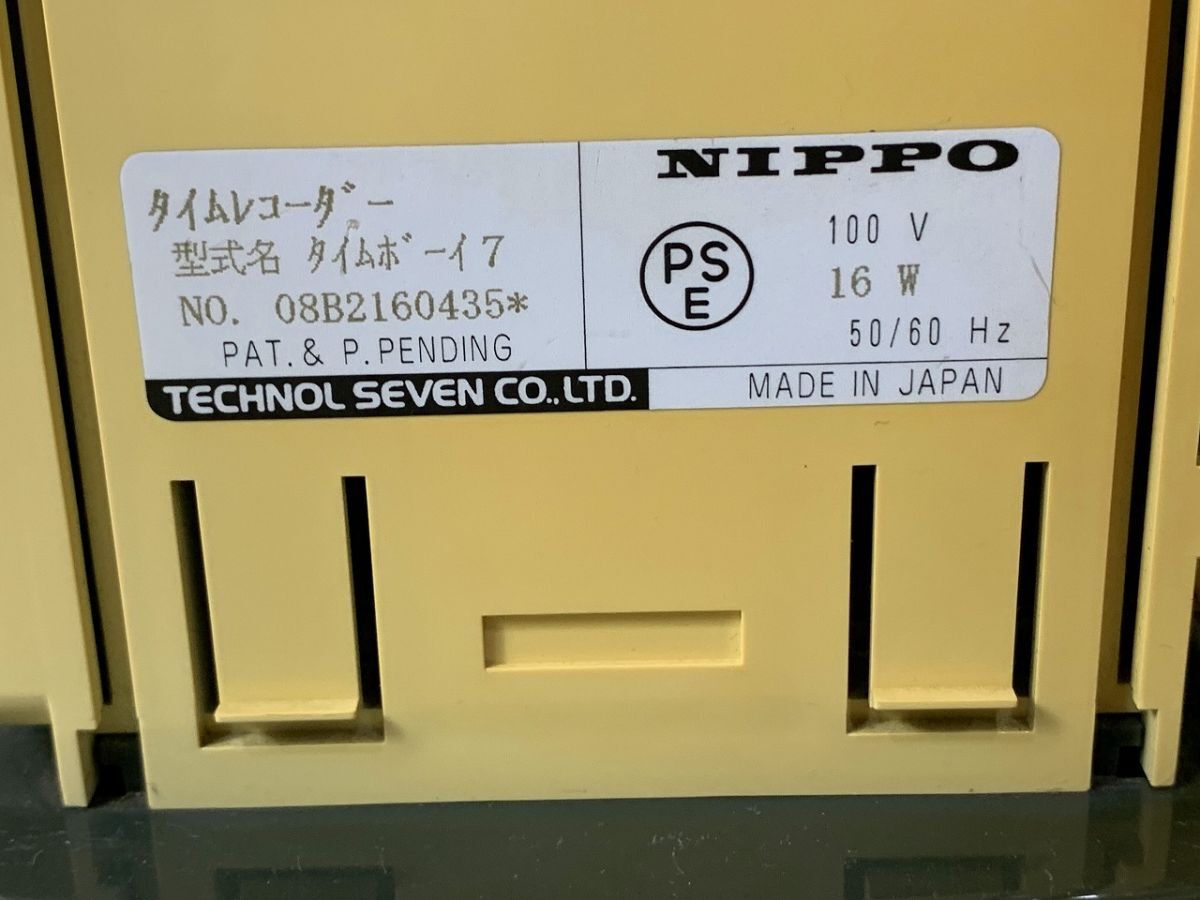 タイムレコーダー
型式名 タイムボーイ7
NO. 08B2160435*
PAT. & P. PENDING
TECHNOL SEVEN CO., LTD.
NIPPO
PS
E
100 V
16 W
50/60 Hz
MADE IN JAPAN